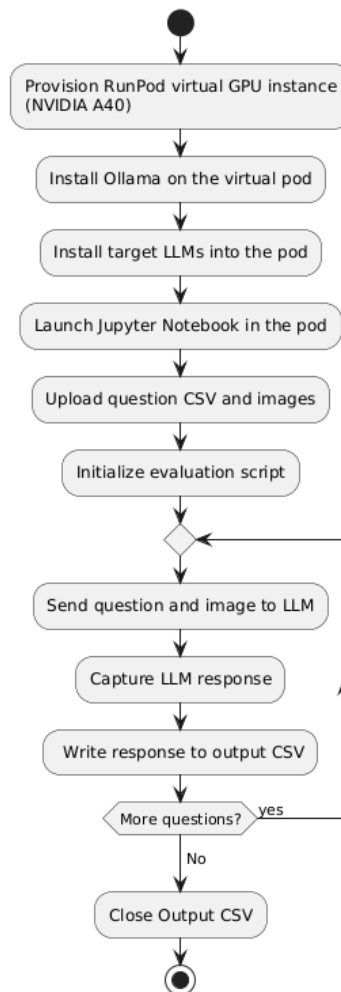 Provision RunPod virtual GPU instance
(NVIDIA A40)
Install Ollama on the virtual pod
Install target LLMs into the pod
Launch Jupyter Notebook in the pod
Upload question CSV and images
Initialize evaluation script
Send question and image to LLM
Capture LLM response
Write response to output CSV
More questions?
yes
No
Close Output CSV